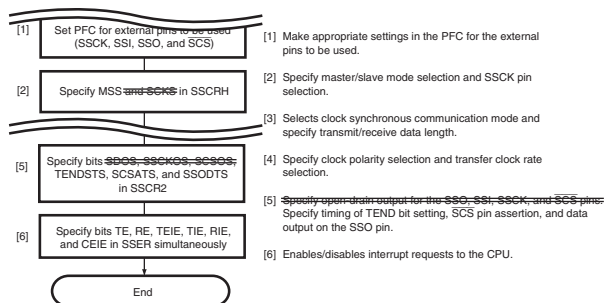 [1]
Set PFC for external pins to be used
(SSCK, SSI, SSO, and SCS)
[2]
Specify MSS and SCKS in SSCRH
[5]
Specify bits SDOS, SSCKOS, SCSOS,
TENDSTS, SCSATS, and SSODTS
in SSCR2
[6]
Specify bits TE, RE, TEIE, TIE, RIE,
and CEIE in SSER simultaneously
End
[1] Make appropriate settings in the PFC for the external
pins to be used.
[2] Specify master/slave mode selection and SSCK pin
selection.
[3] Selects clock synchronous communication mode and
specify transmit/receive data length.
[4] Specify clock polarity selection and transfer clock rate
selection.
[5] Specify open-drain output for the SSO, SSI, SSCK, and SCS pins.
Specify timing of TEND bit setting, SCS pin assertion, and data
output on the SSO pin.
[6] Enables/disables interrupt requests to the CPU.